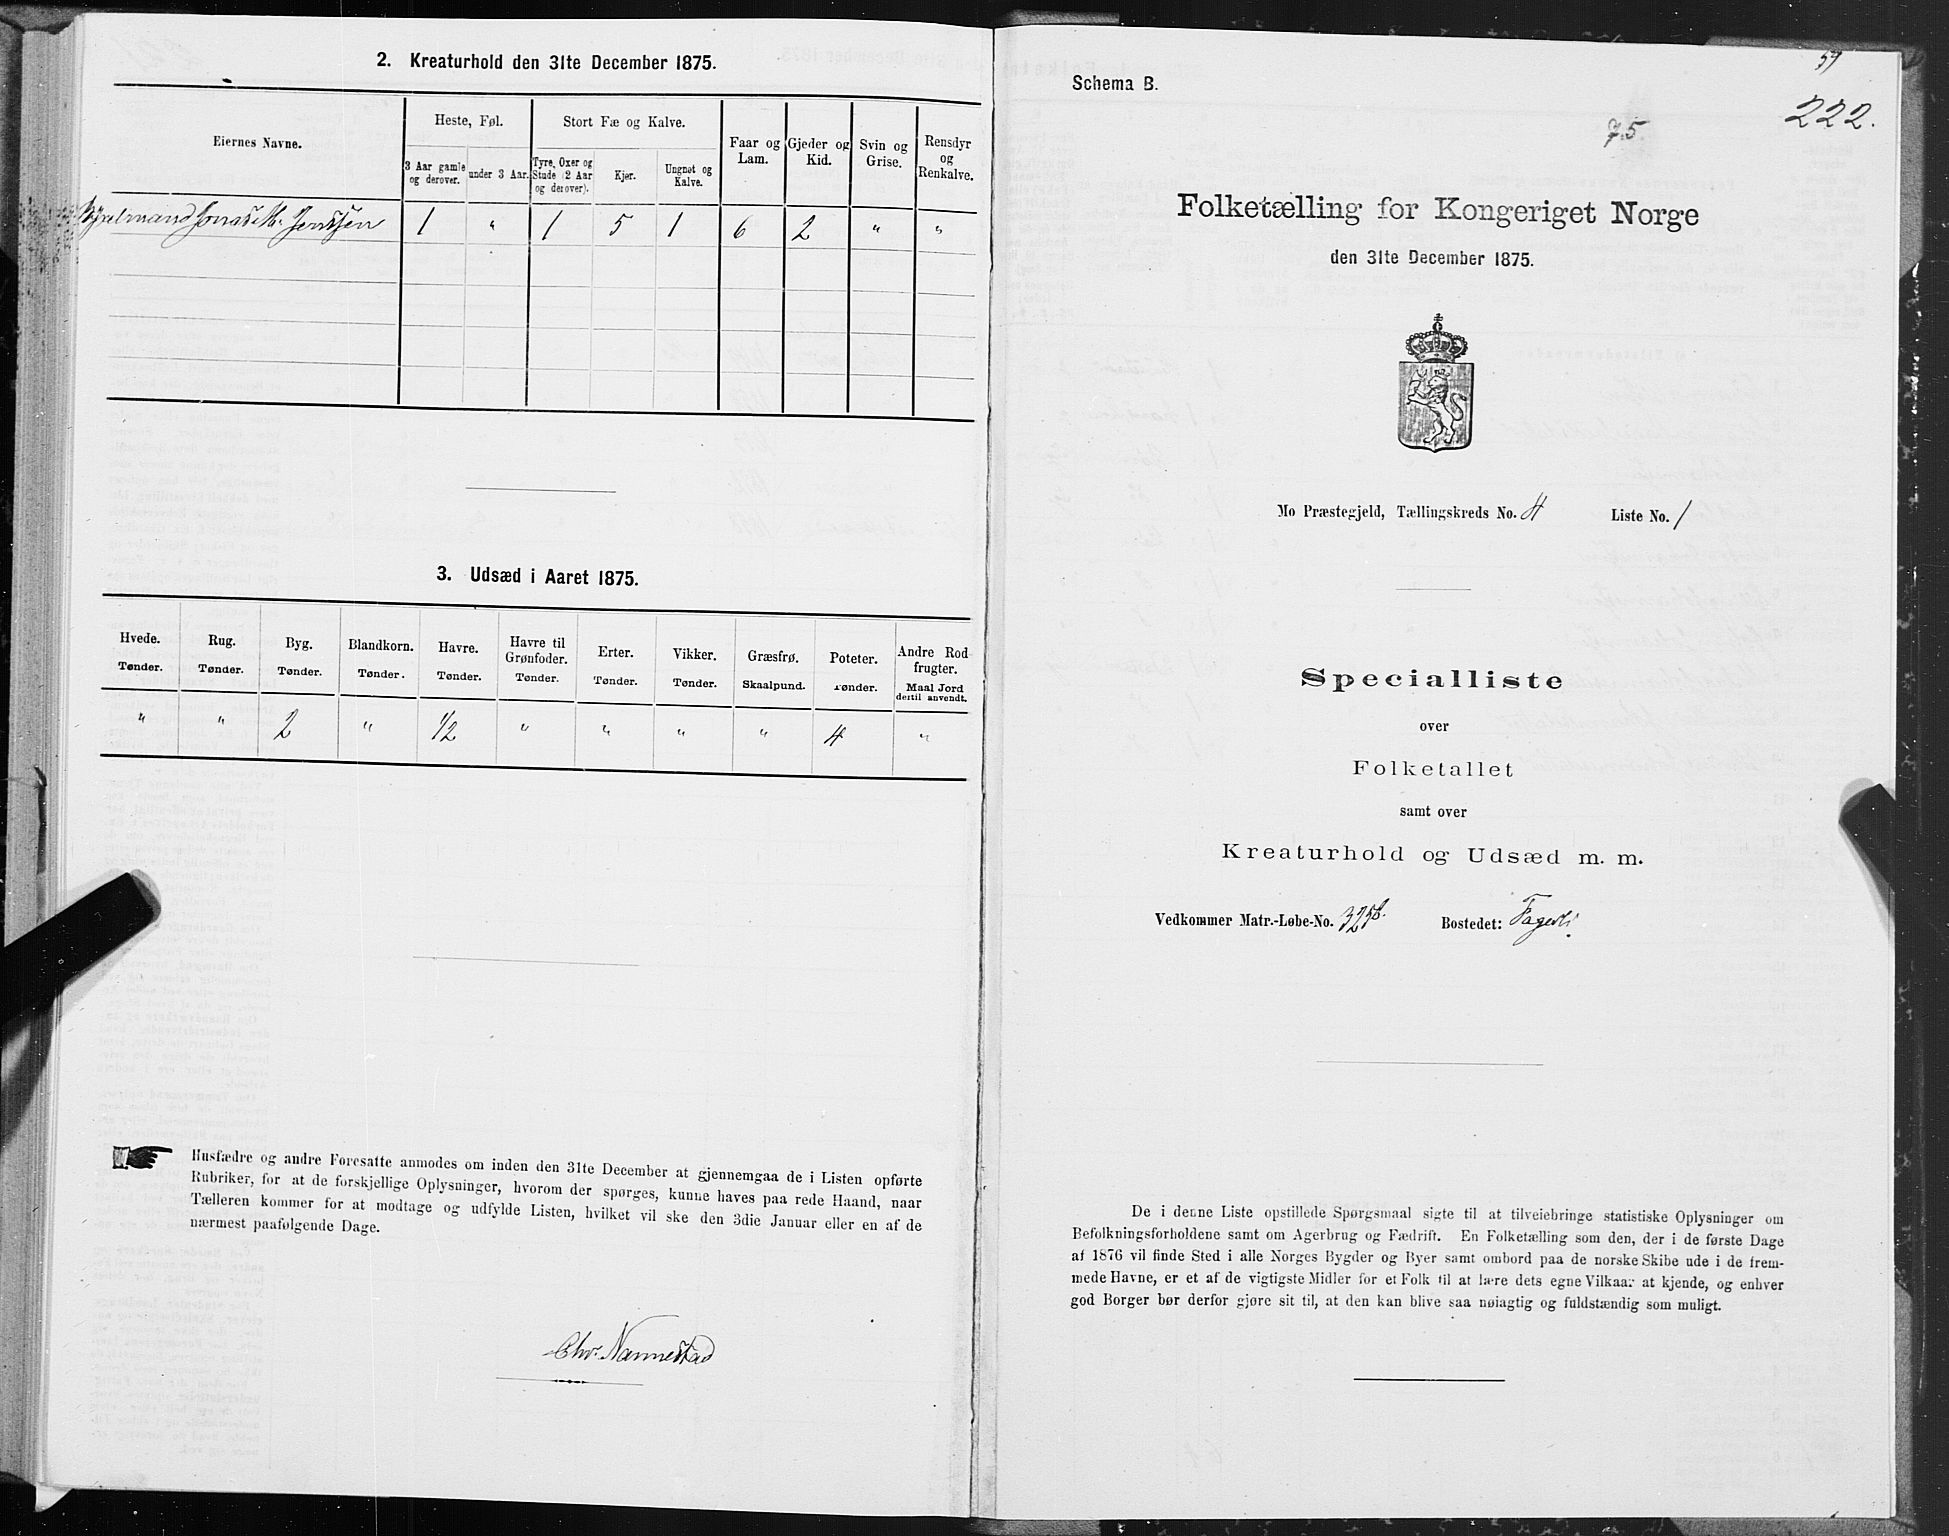 2. Kreaturhold den 31te December 1875.
Eiernes Navne.
Heste, Føl.
Stort Fæ og Kalve.
Faar og Lam.
Gjeder og Kid.
Svin og Grise.
Rensdyr og Renkalve.
3 Aar gamle og derover.
under 3 Aar.
Tyre, Oxer og Stude (2 Aar og derover).
Kjør.
Ungnøt og Kalve.
Jenssen 1 " 1 5 1 6 2 " "
3. Udsæd i Aaret 1875.
Hvede. Rug. Byg. Blandkorn. Havre. Havre til Grønfoder. Erter. Vikker. Græsfrø. Poteter. Andre Rodfrugter.
Tønder. Tønder. Tønder. Tønder. Tønder. Tønder. Tønder. Tønder. Skaalpund. Tønder. Maal Jord dertil anvendt.
" " 2 " 1/2 " " " " 4 "
Husfædre og andre Foresatte anmodes om inden den 31te December at gjennemgaa de i Listen opførte
Rubriker, for at de forskjellige Oplysninger, hvorom der spørges, kunne haves paa rede Haand, naar
Tælleren kommer for at modtage og udfylde Listen, hvilket vil ske den 3die Januar eller en af de
nærmest paafølgende Dage.
Chr. Nannestad
59
222.
7.5.
Schema B.
Folketælling for Kongeriget Norge
den 31te December 1875.
Mo Præstegjeld, Tællingskreds No. 4 Liste No. 1
Specialliste
over
Folketallet
samt over
Kreaturhold og Udsæd m. m.
Vedkommer Matr.-Løbe-No. 325b. Bostedet: Fagerli.
De i denne Liste opstillede Spørgsmaal sigte til at tilveiebringe statistiske Oplysninger om
Befolkningsforholdene samt om Agerbrug og Fædrift. En Folketælling som den, der i de første Dage
af 1876 vil finde Sted i alle Norges Bygder og Byer samt ombord paa de norske Skibe ude i de frem-
mede Havne, er et af de vigtigste Midler for et Folk til at lære dets egne Vilkaar at kjende, og enhver
god Borger bør derfor gjøre sit til, at den kan blive saa nøiagtig og fuldstændig som muligt.